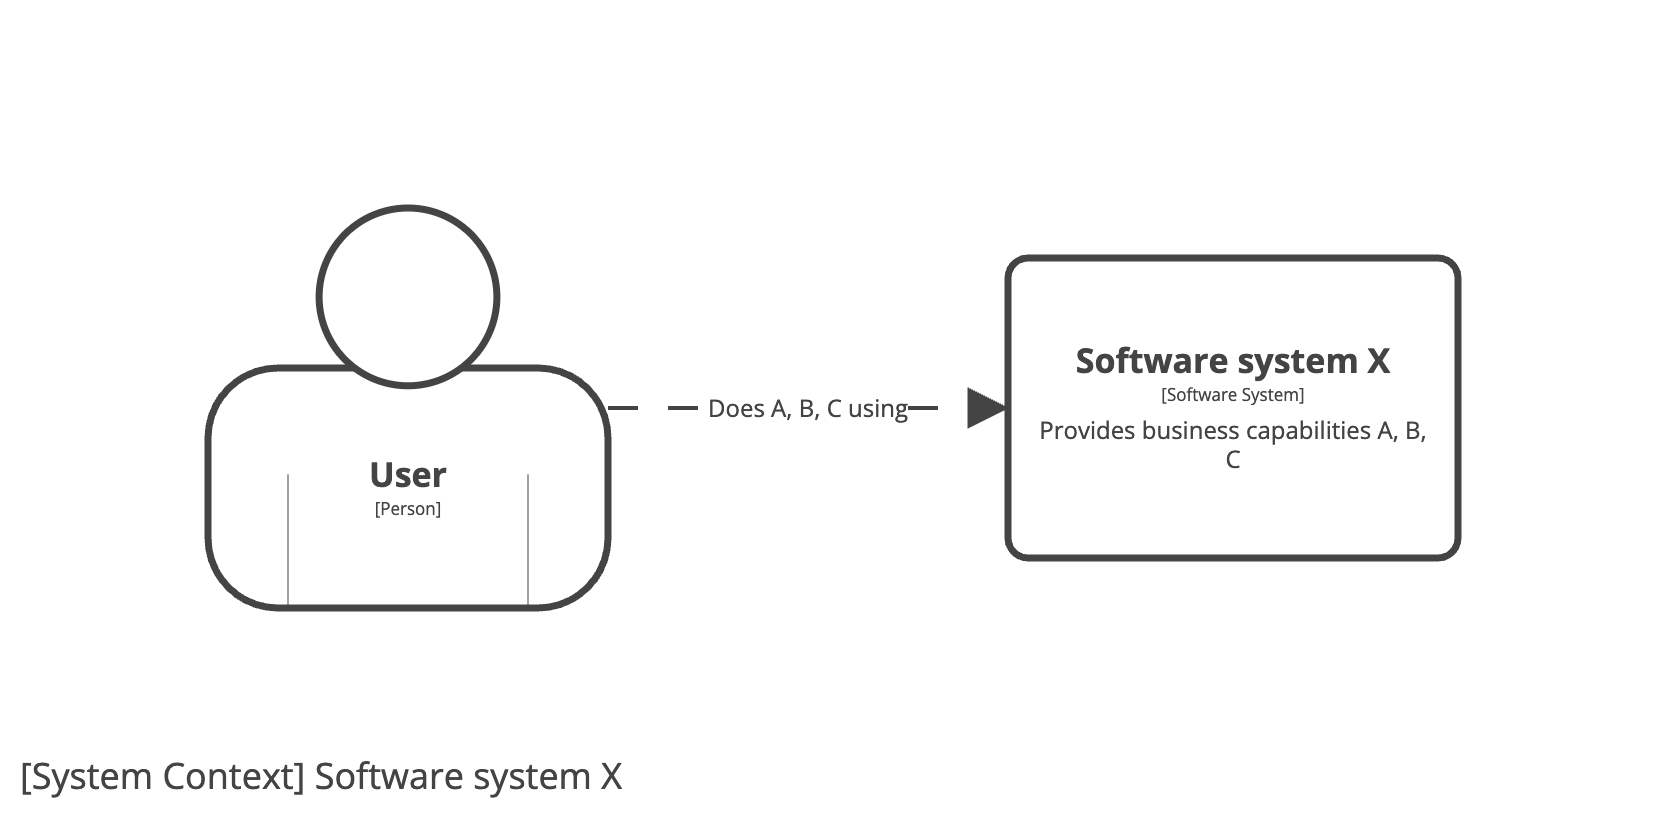 User
[Person]
Does A, B, C using
Software system X
[Software System]
Provides business capabilities A, B,
C
[System Context] Software system X